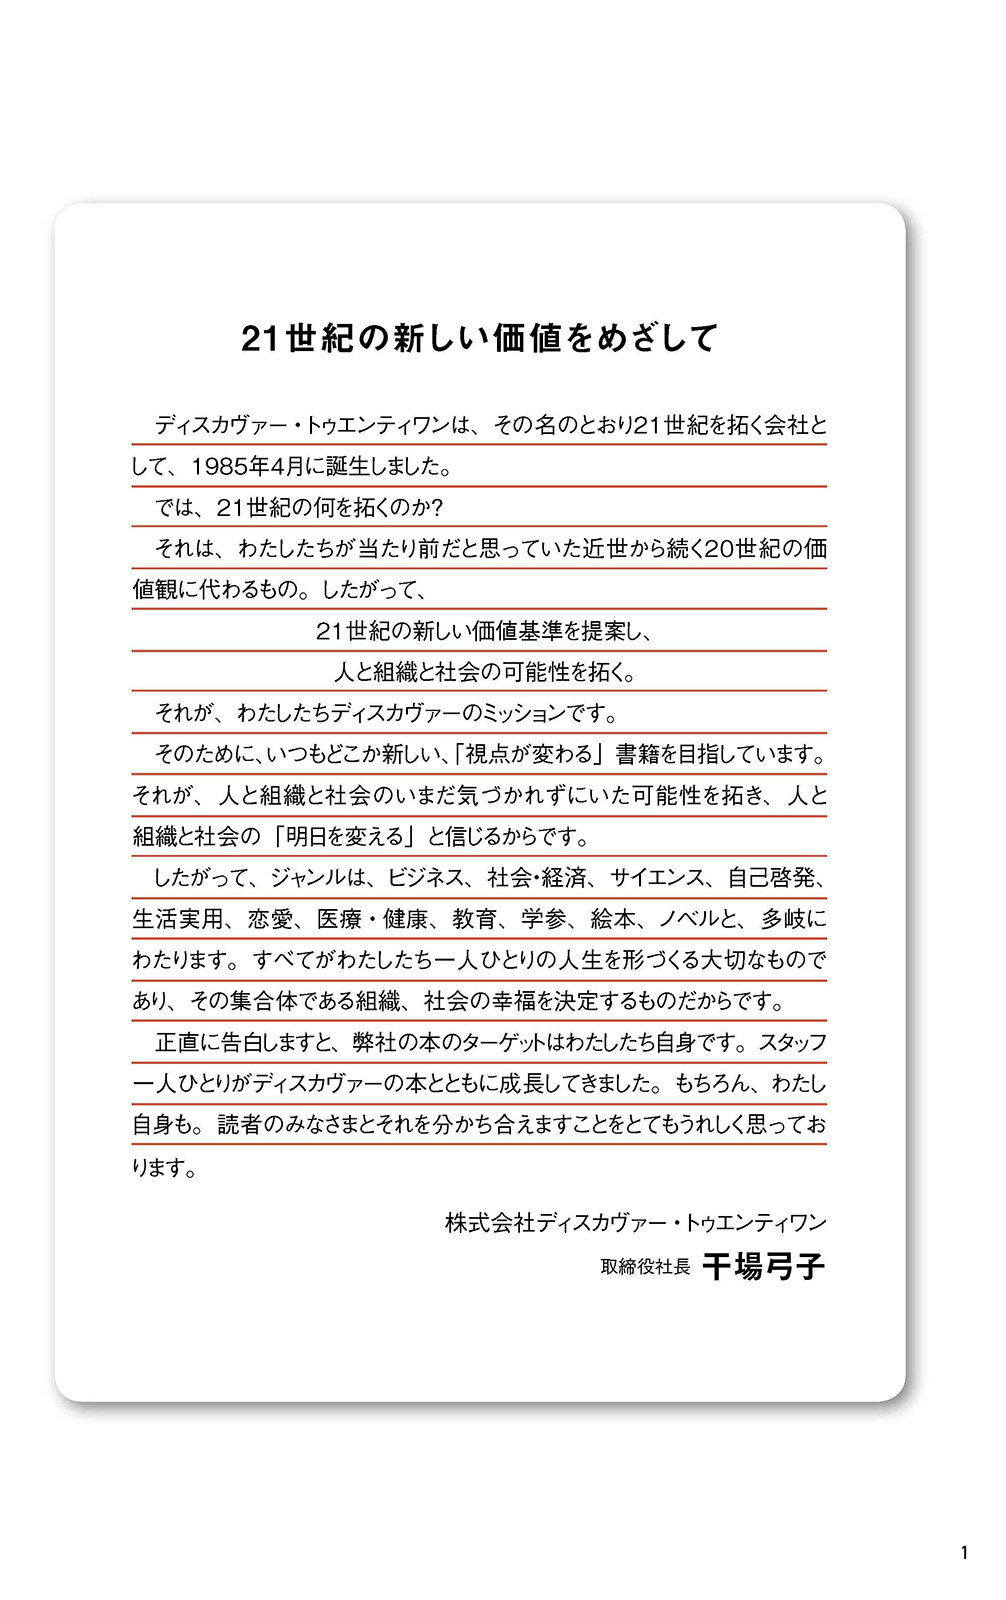 21世紀の新しい価値をめざして
ディスカヴァー・トゥエンティワンは、その名のとおり21世紀を拓く会社と
して、1985年4月に誕生しました。
では、21世紀の何を拓くのか?
それは、わたしたちが当たり前だと思っていた近世から続く20世紀の価
値観に代わるもの。したがって、
21世紀の新しい価値基準を提案し、
人と組織と社会の可能性を拓く。
それが、わたしたちディスカヴァーのミッションです。
そのために、いつもどこか新しい、「視点が変わる」書籍を目指しています。
それが、人と組織と社会のいまだ気づかれずにいた可能性を拓き、人と
組織と社会の「明日を変える」と信じるからです。
したがって、ジャンルは、ビジネス、社会・経済、サイエンス、自己啓発、
生活実用、恋愛、医療・健康、教育、学参、絵本、ノベルと、多岐に
わたります。すべてがわたしたち一人ひとりの人生を形づくる大切なもので
あり、その集合体である組織、社会の幸福を決定するものだからです。
正直に告白しますと、弊社の本のターゲットはわたしたち自身です。スタッフ
一人ひとりがディスカヴァーの本とともに成長してきました。もちろん、わたし
自身も。読者のみなさまとそれを分かち合えますことをとてもうれしく思ってお
ります。
株式会社ディスカヴァー・トゥエンティワン
取締役社長 干場弓子
1